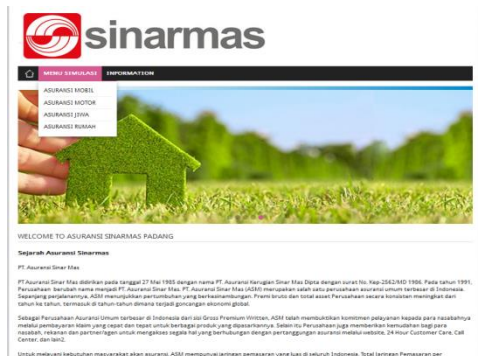 sinarmas
MENU SIMULASI INFORMATION
ASURANSI MOBIL
ASURANSI MOTOR
ASURANSI JIWA
ASURANSI RUMAH
WELCOME TO ASURANSI SINARMAS PADANG
Sejarah Asuransi Sinarmas
PT. Asuransi Sinar Mas
PT.Asuransi Sinar Mas didirikan pada tanggal 27 Mei 1985 dengan nama PT. Asuransi Kerugian Sinar Mas Dipta dengan surat No. Kep-2562/MD 1986. Pada tahun 1991,
Perusahaan berubah nama menjadi PT. Asuransi Sinar Mas. PT. Asuransi Sinar Mas (ASM) merupakan salah satu perusahaan asuransi umum terbesar di Indonesia.
Sepanjang perjalanannya, ASM menunjukkan pertumbuhan yang berkesinambungan. Premi bruto dan total asset Perusahaan secara konsisten meningkat dari
tahun ke tahun, termasuk di tahun-tahun dimana terjadi goncangan ekonomi global.
Sebagai Perusahaan Asuransi Umum terbesar di Indonesia dari sisi Gross Premium Written, ASM telah membuktikan komitmen pelayanan kepada para nasabahnya
melalui pembayaran klaim yang cepat dan tepat untuk berbagai produk yang dipasarkannya. Selain itu Perusahaan juga memberikan kemudahan bagi para
nasabah, rekanan dan partner/agen untuk mengakses segala hal yang berhubungan dengan pertanggungan asuransi melalui website, 24 Hour Customer Care, Call
Center, dan lain2.
Untuk melayani kebutuhan masyarakat akan asuransi, ASM mempunyai jaringan pemasaran yang luas di seluruh Indonesia. Total Jaringan Pemasaran per